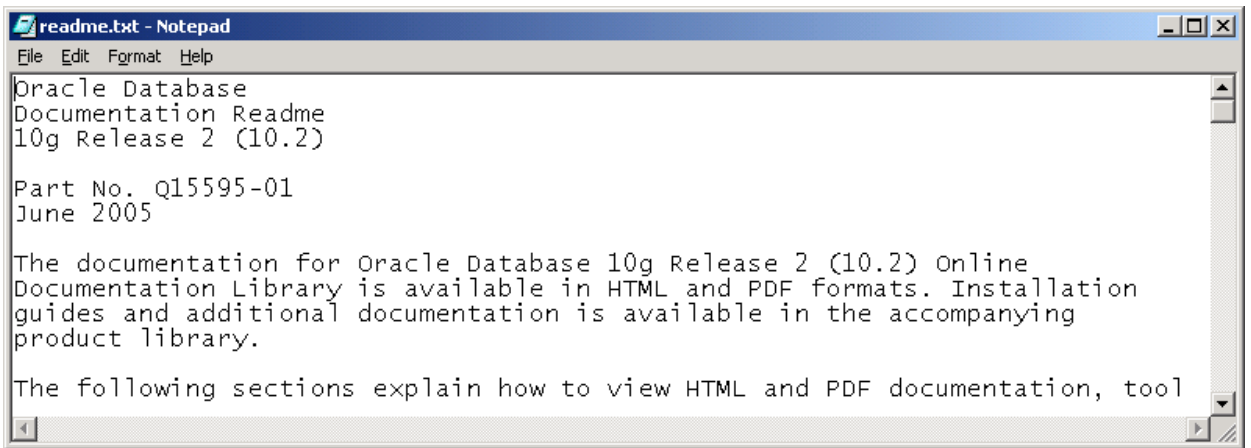 readme.txt - Notepad
File Edit Format Help
Oracle Database
Documentation Readme
10g Release 2 (10.2)
Part No. Q15595-01
June 2005
The documentation for Oracle Database 10g Release 2 (10.2) Online
Documentation Library is available in HTML and PDF formats. Installation
guides and additional documentation is available in the accompanying
product library.
The following sections explain how to view HTML and PDF documentation, tool